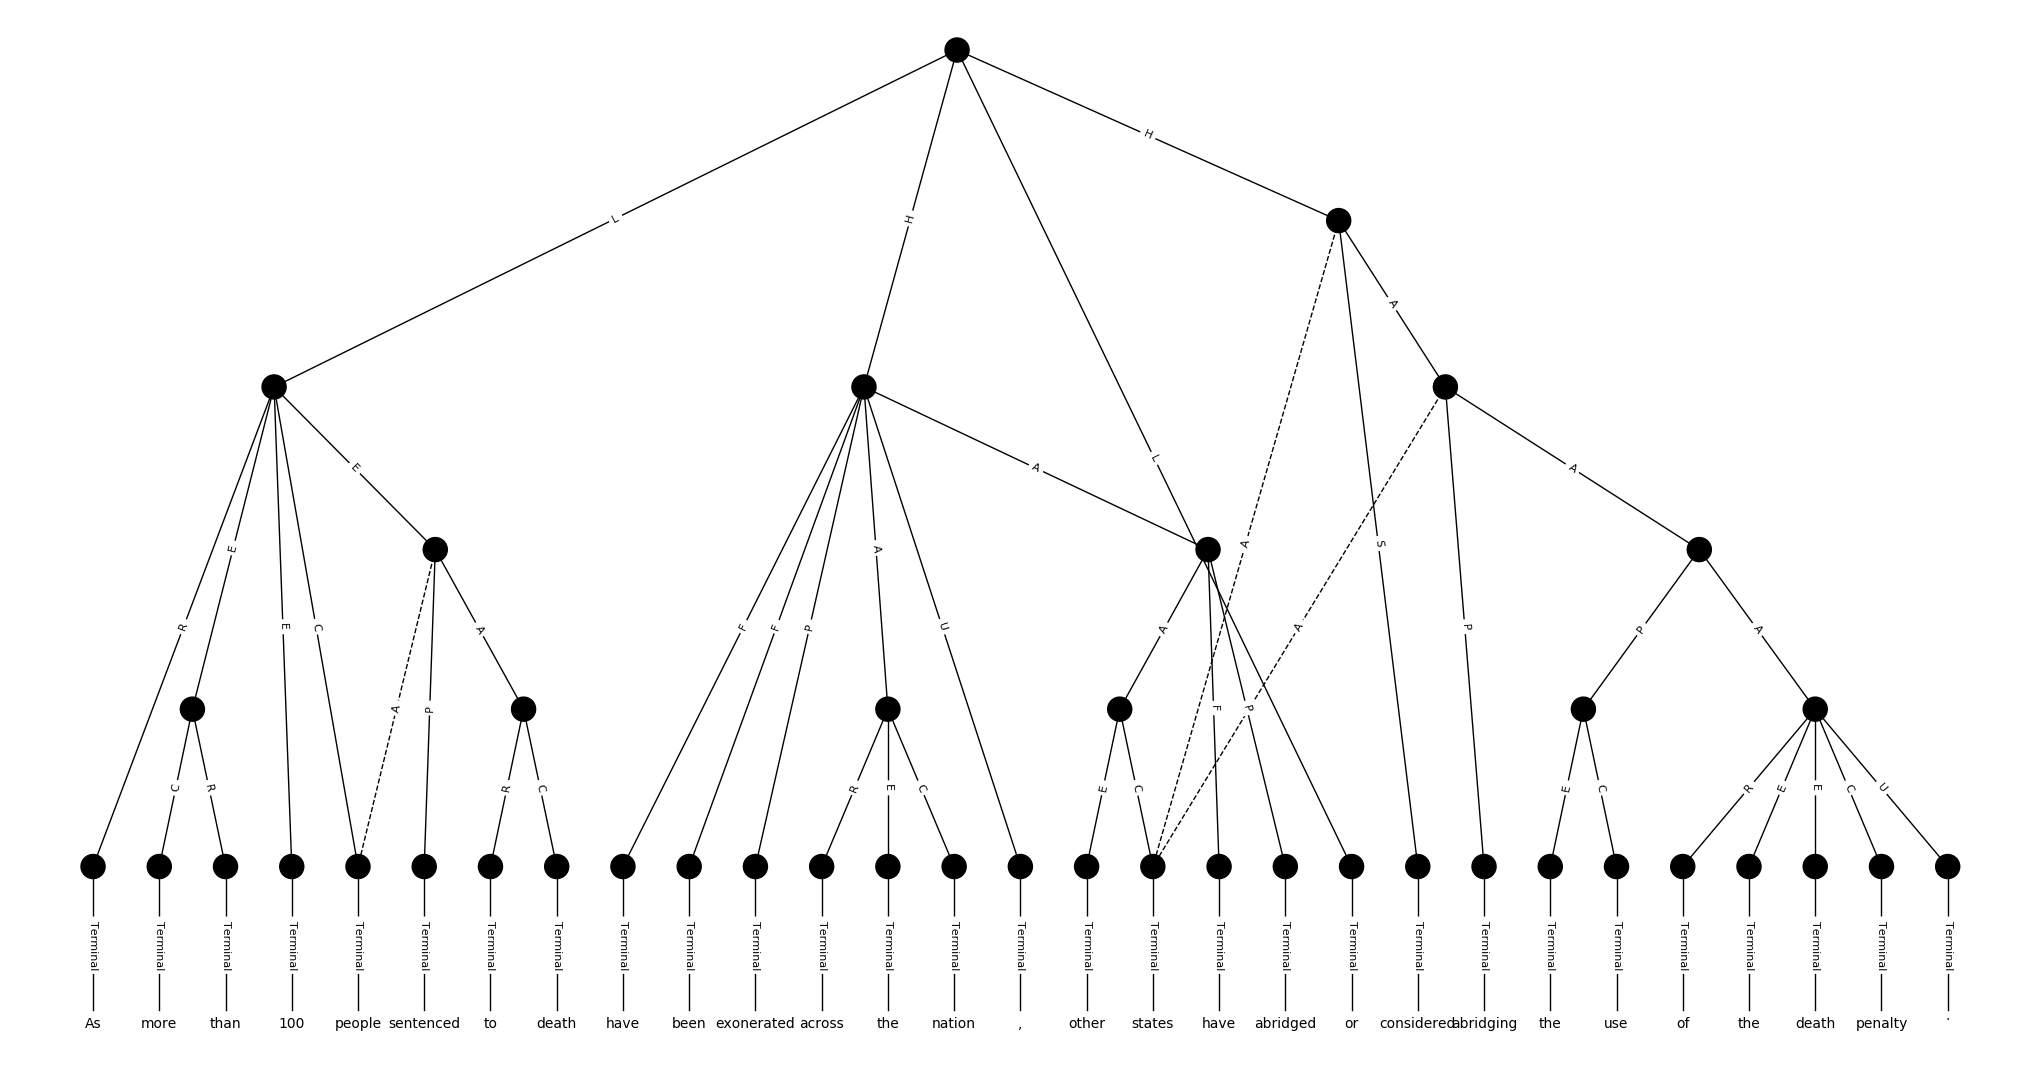 H
L
H
A
E
A
L
A
A
S
E
A
R
E
C
F
F
P
U
A
A
A
P
P
A
A
P
F
P
C
R
R
C
R
E
C
E
C
E
C
R
E
E
C
U
Terminal Terminal Terminal Terminal Terminal Terminal Terminal Terminal Terminal Terminal Terminal Terminal Terminal Terminal Terminal Terminal Terminal Terminal Terminal Terminal Terminal Terminal Terminal Terminal Terminal Terminal Terminal Terminal Terminal
As more than 100 people sentenced to death have been exonerated across the nation , other states have abridged or considered abridging the use of the death penalty .